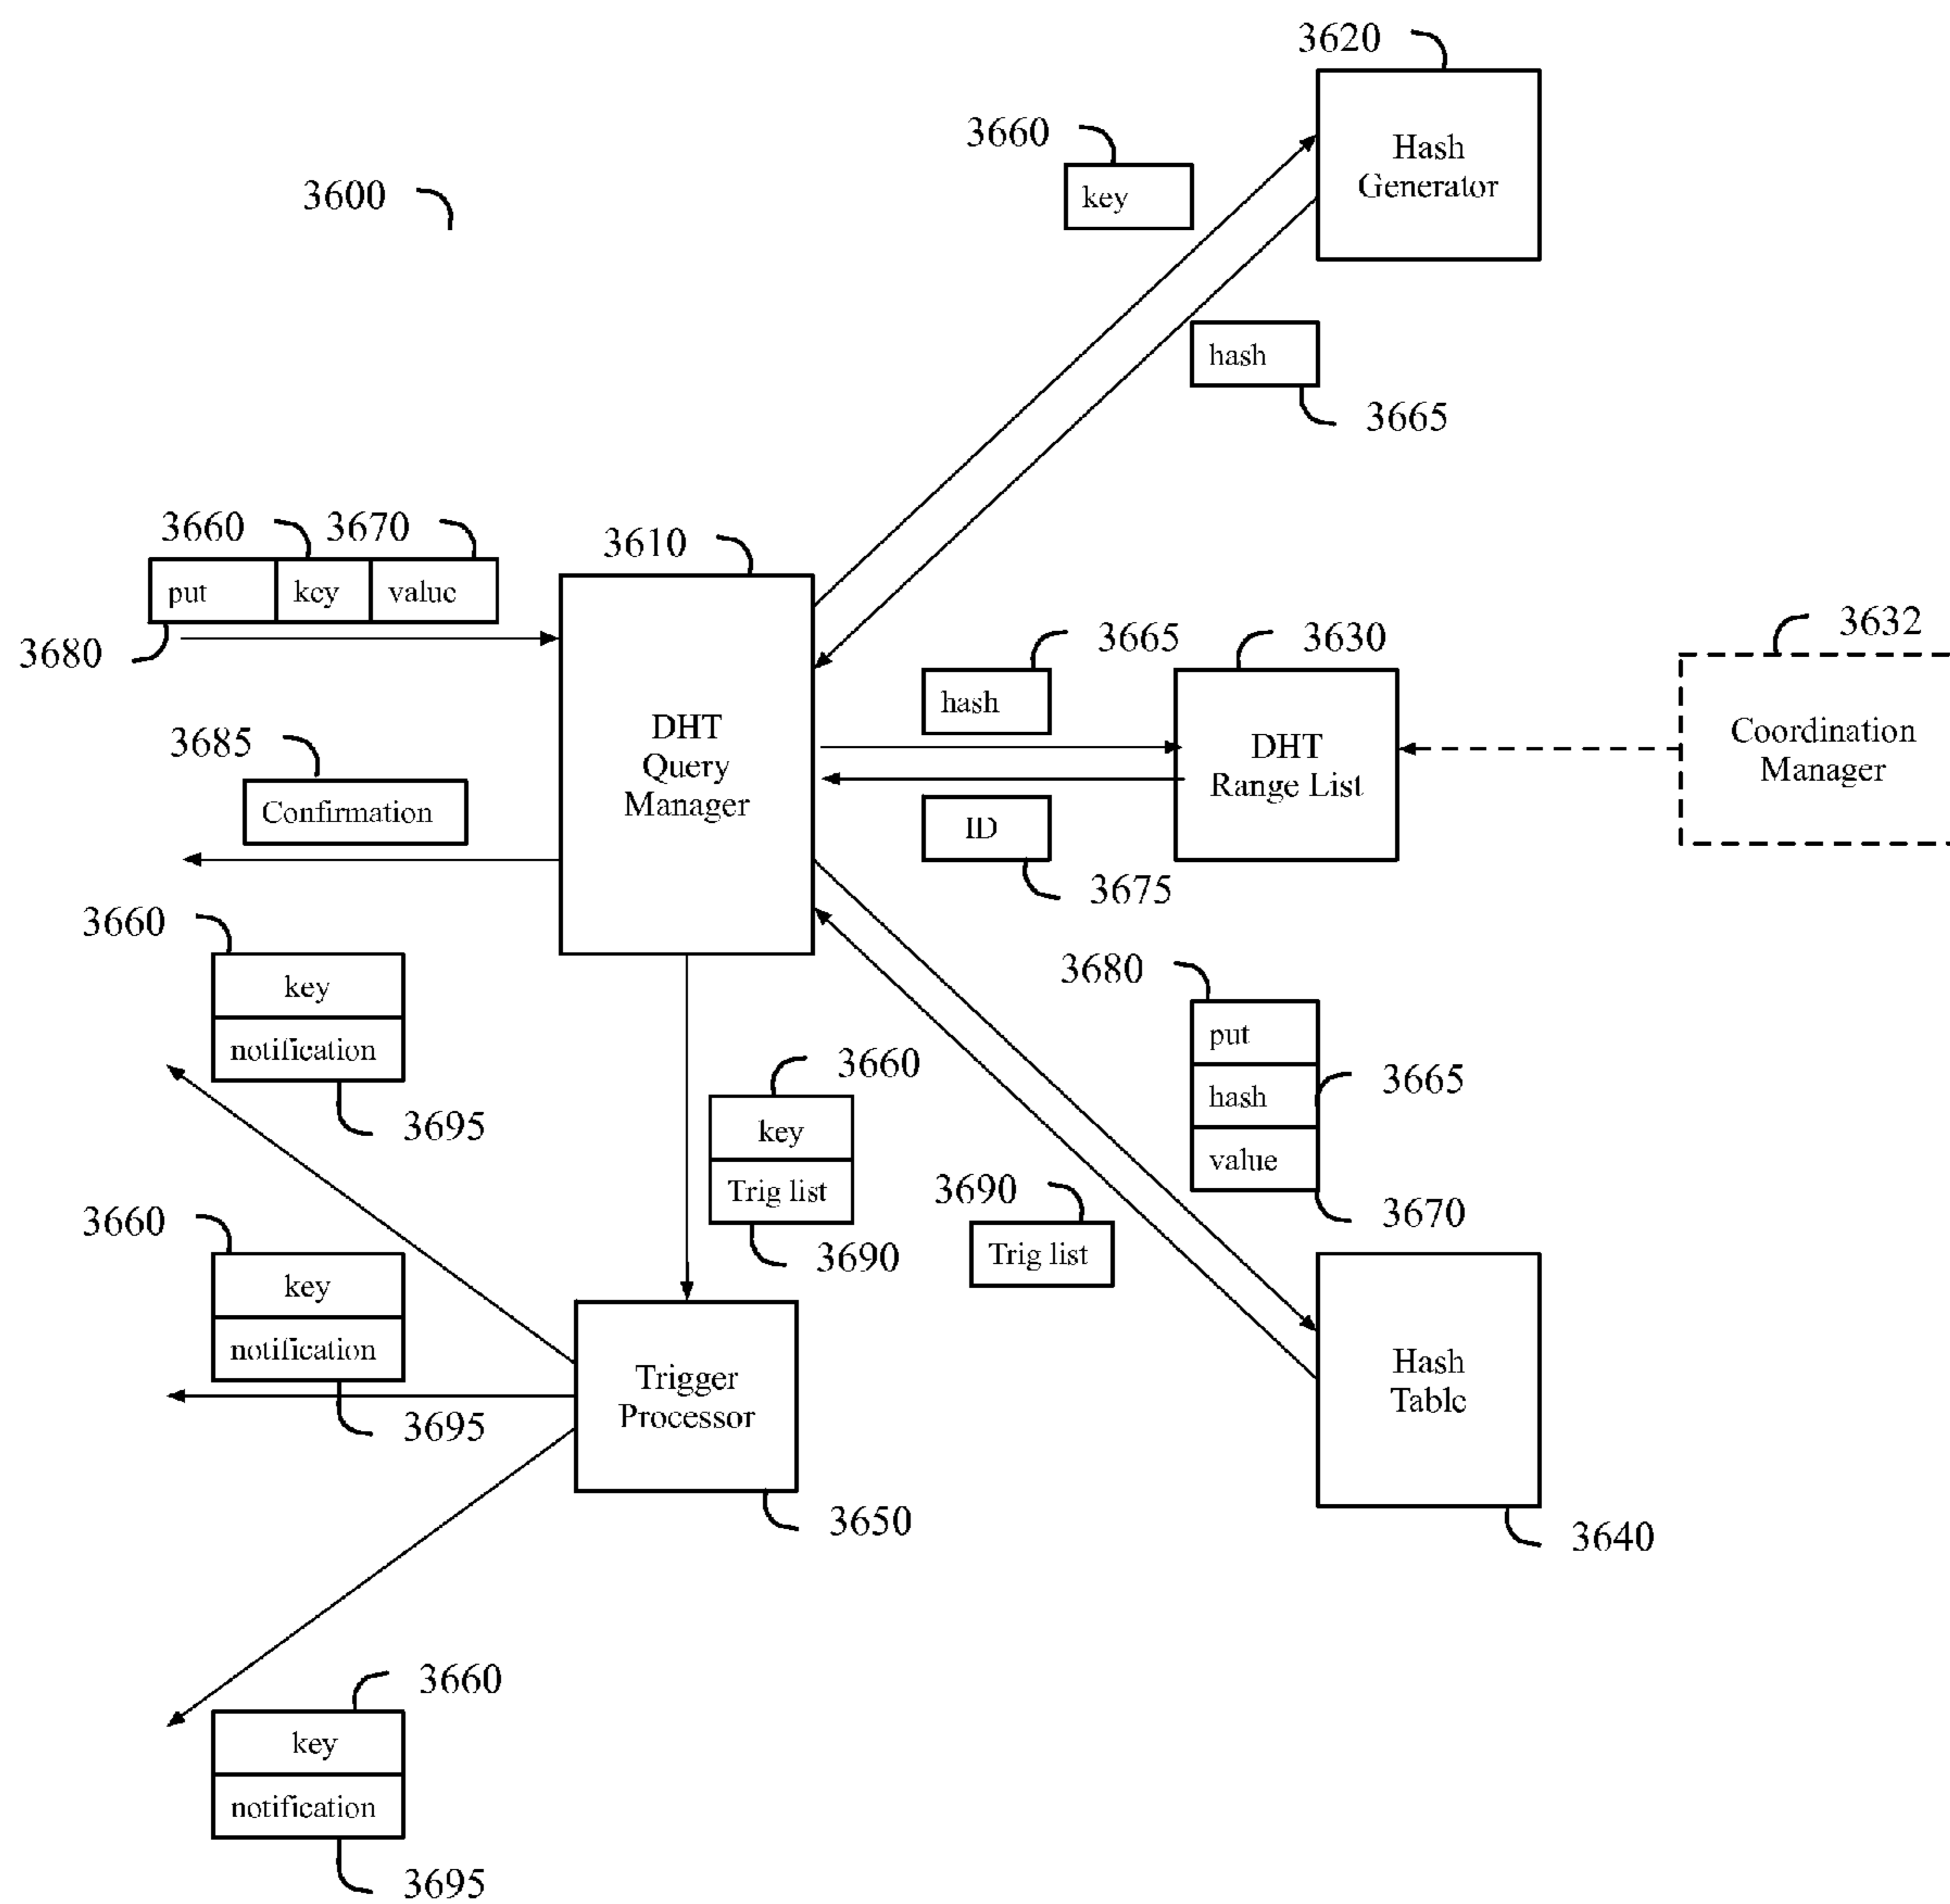 3620
3660
Hash
Generator
key
3600
hash
3665
3660
3670
3610
put
key
value
3680
3665
3630
3632
hash
DHT
Query
Manager
DHT
Range List
Coordination
Manager
3685
Confirmation
ID
3675
3660
key
notification
3695
3680
put
hash
value
3665
3670
3660
key
Trig list
3690
3690
Trig list
3660
key
notification
3695
Trigger
Processor
3650
Hash
Table
3640
3660
key
notification
3695